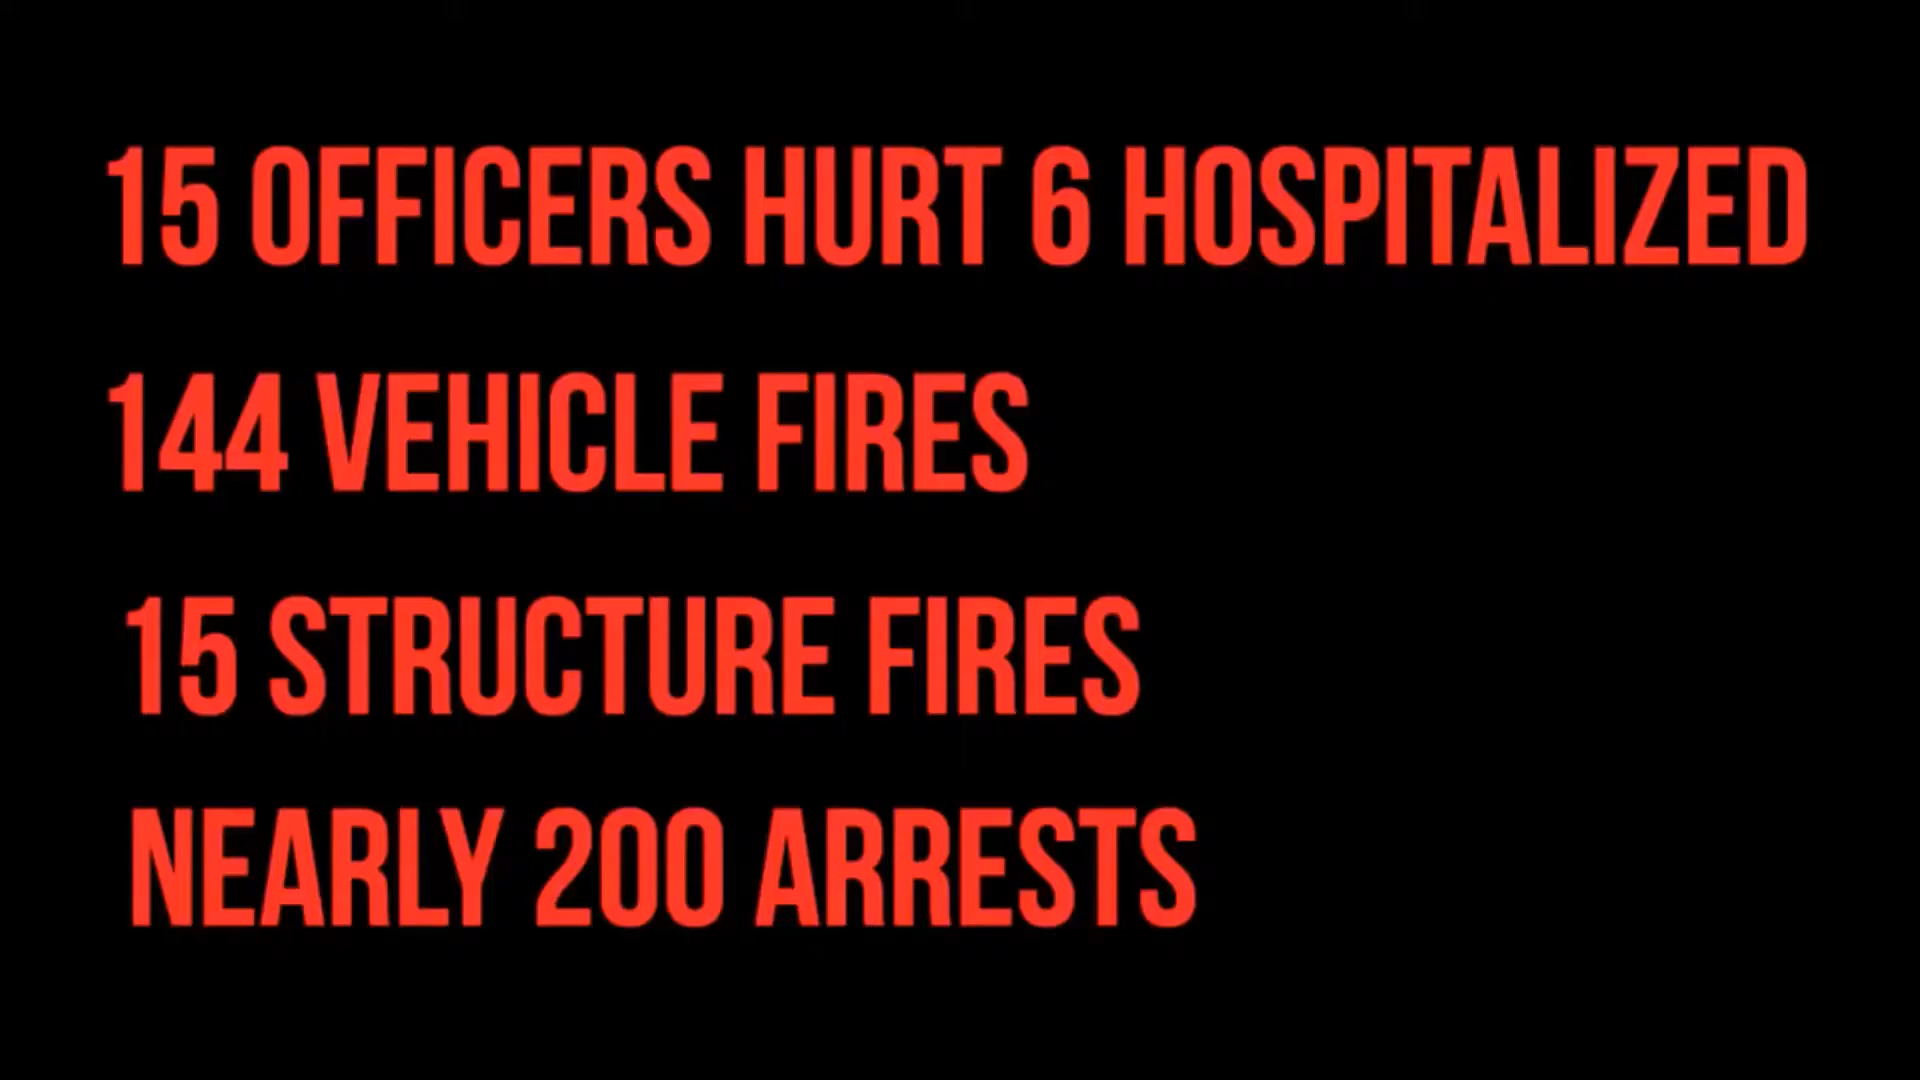 15 OFFICERS HURT 6 HOSPITALIZED
144 VEHICLE FIRES
15 STRUCTURE FIRES
NEARLY 200 ARRESTS